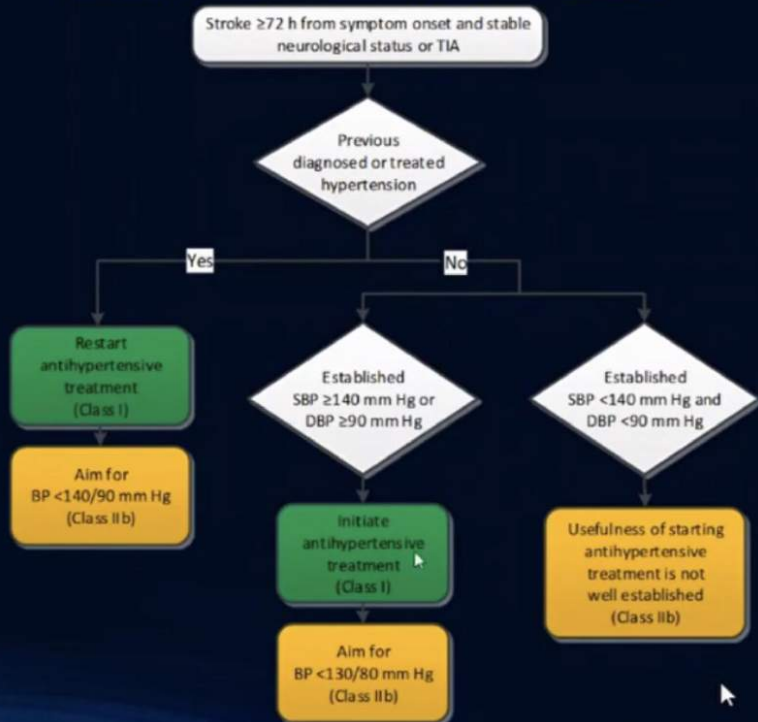 Stroke ≥72 h from symptom onset and stable
neurological status or TIA
Previous
diagnosed or treated
hypertension
Yes
No
Restart
antihypertensive
treatment
(Class I)
Aim for
BP <140/90 mm Hg
(Class IIb)
Established
SBP ≥140 mm Hg or
DBP ≥90 mm Hg
Initiate
antihypertensive
treatment
(Class I)
Aim for
BP <130/80 mm Hg
(Class IIb)
Established
SBP <140 mm Hg and
DBP <90 mm Hg
Usefulness of starting
antihypertensive
treatment is not
well established
(Class IIb)